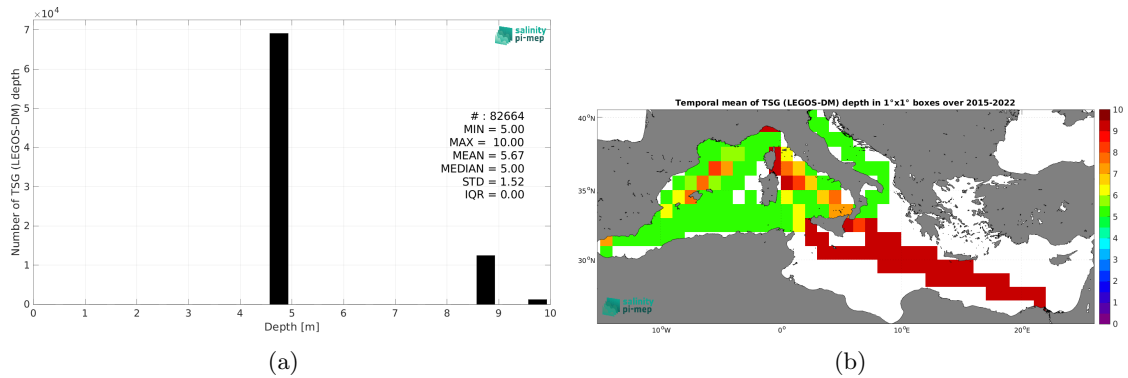 ×10⁴
7
6
5
4
3
2
1
0
Number of TSG (LEGOS-DM) depth
salinity
pi-mep
# : 82664
MIN = 5.00
MAX = 10.00
MEAN = 5.67
MEDIAN = 5.00
STD = 1.52
IQR = 0.00
0 1 2 3 4 5 6 7 8 9 10
Depth [m]
(a)
Temporal mean of TSG (LEGOS-DM) depth in 1°x1° boxes over 2015-2022
40°N
35°N
30°N
salinity
pi-mep
10°W 0° 10°E 20°E
10
9
8
7
6
5
4
3
2
1
0
(b)